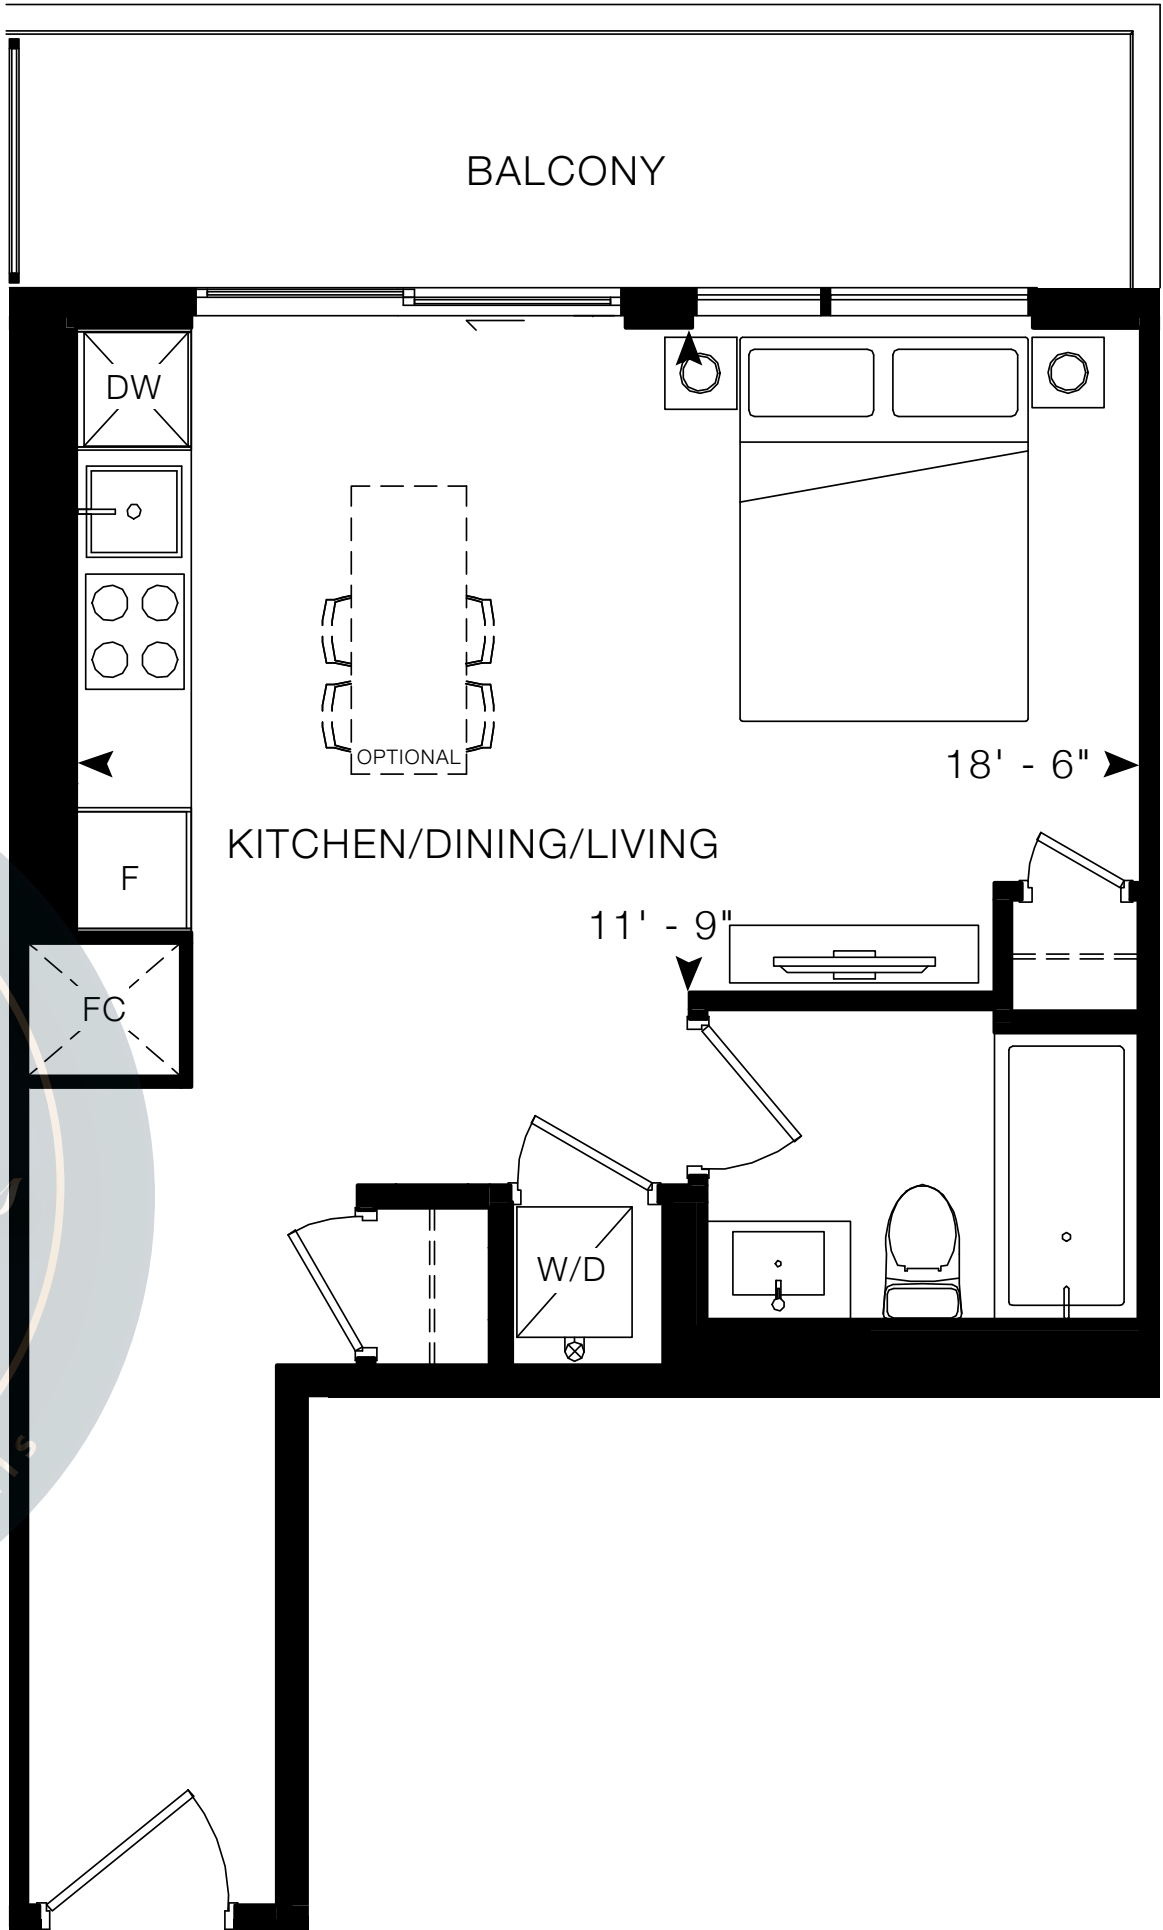 BALCONY
DW
OPTIONAL
18' - 6"
KITCHEN/DINING/LIVING
F
11' - 9"
FC
W/D